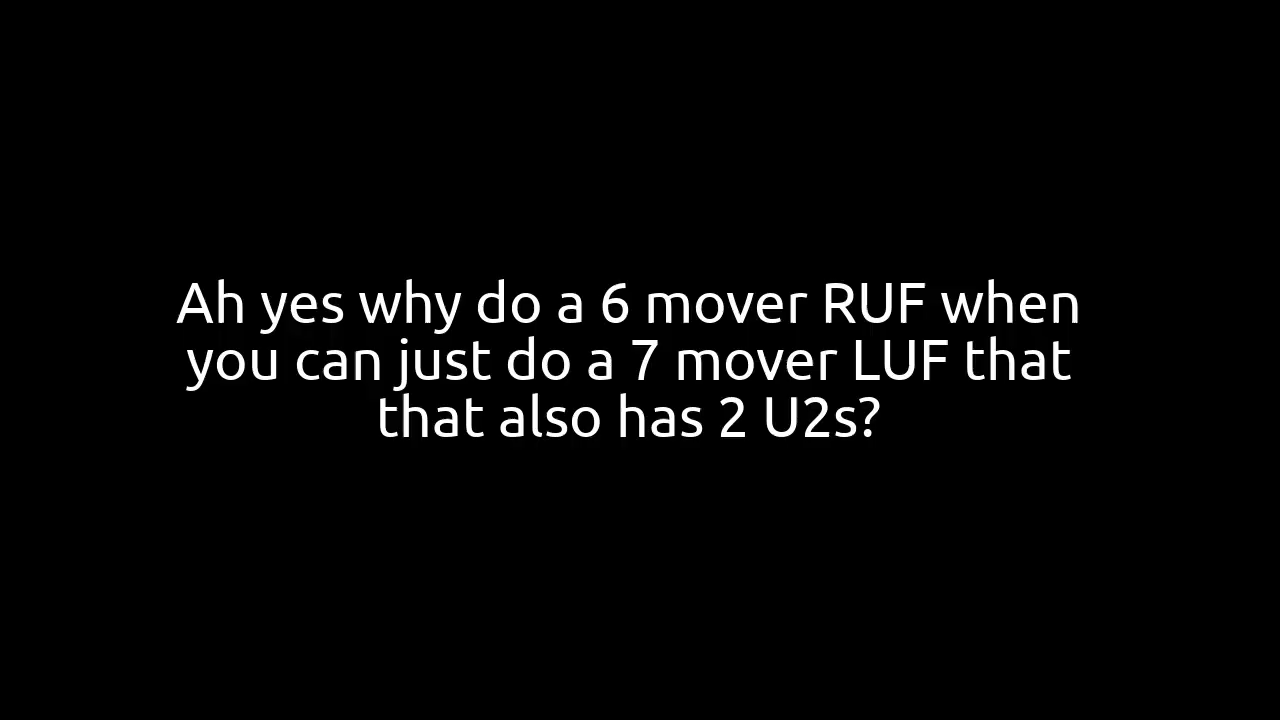 Ah yes why do a 6 mover RUF when
you can just do a 7 mover LUF that
that also has 2 U2s?